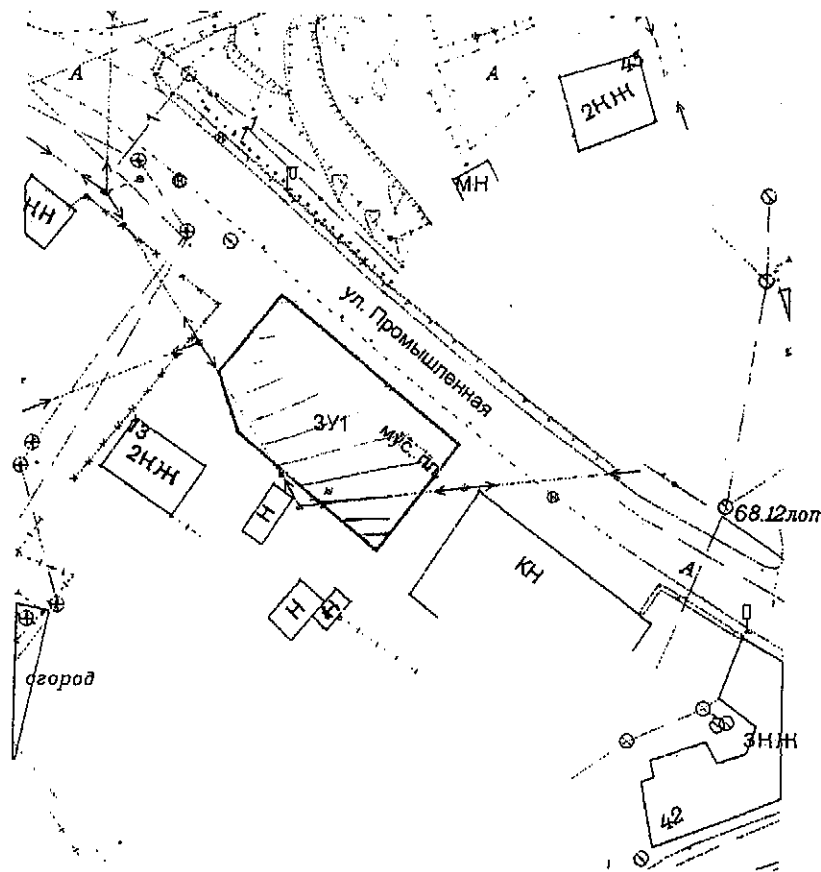 А
А
43
2НЖ
МН
НН
ул. Промышленная
ЗУ1
мус. пл.
13
2НЖ
Н
68.12лоп
КН
А
Н
Н
огород
3НЖ
42